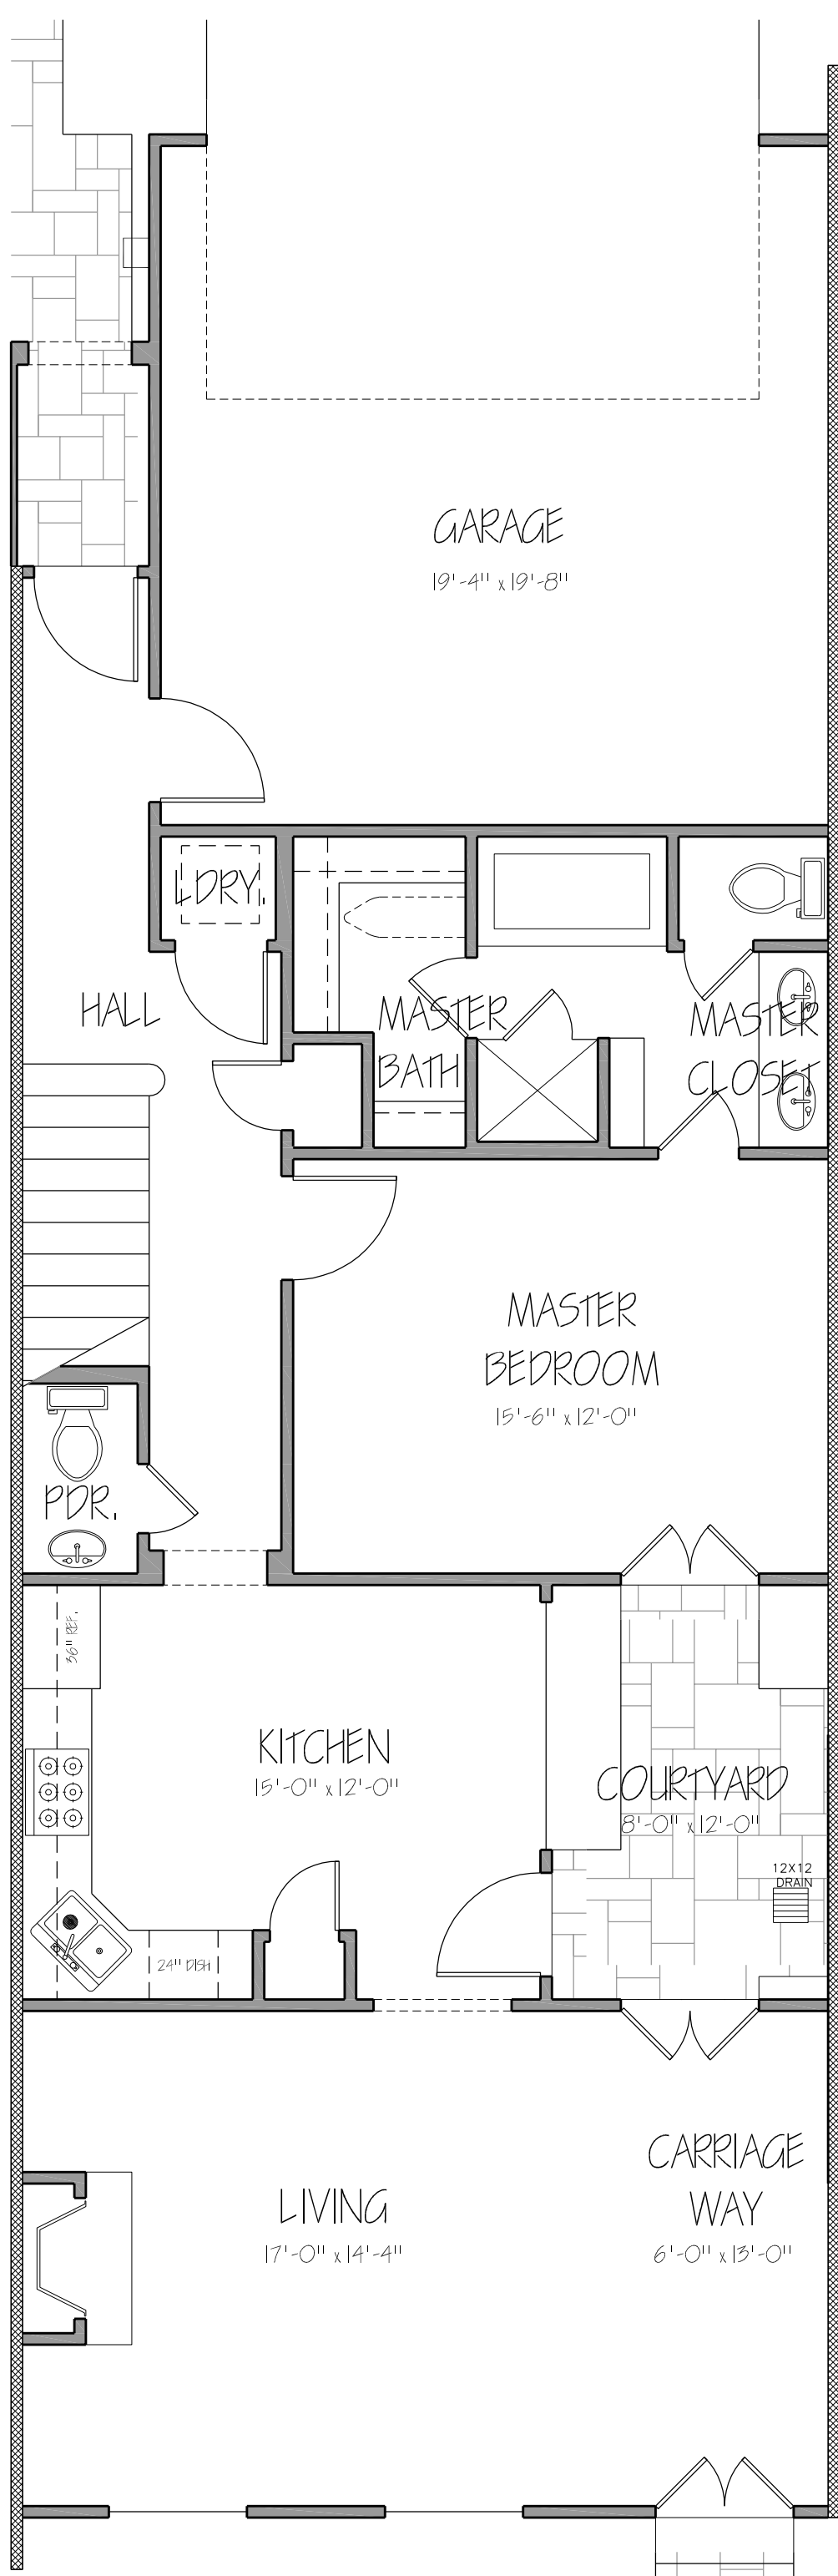 GARAGE
19'-4" x 19'-8"
LDRY.
HALL
MASTER
BATH
MASTER
CLOSET
MASTER
BEDROOM
15'-6" x 12'-0"
PDR.
36" REF.
KITCHEN
15'-0" x 12'-0"
COURTYARD
8'-0" x 12'-0"
12X12
DRAIN
24" DISH
CARRIAGE
WAY
6'-0" x 13'-0"
LIVING
17'-0" x 14'-4"